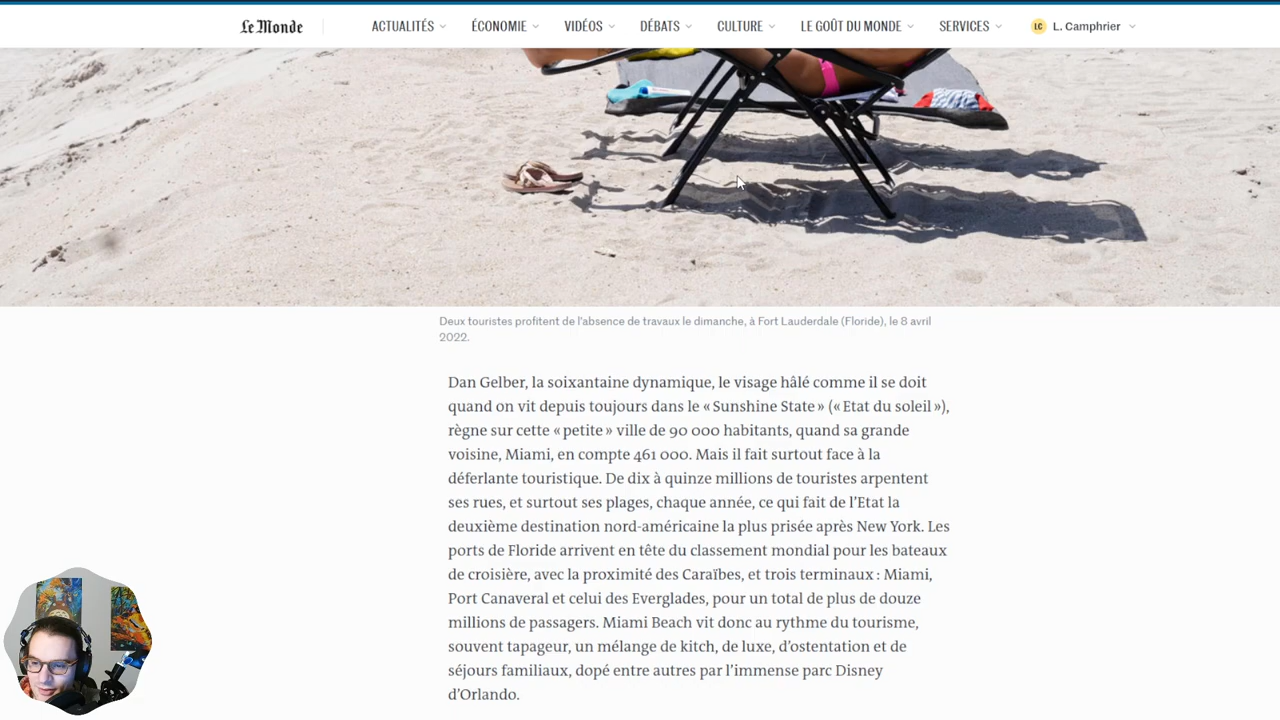 Le Monde
ACTUALITÉS ÉCONOMIE VIDÉOS DÉBATS CULTURE LE GOÛT DU MONDE SERVICES LC L. Camphrier
Deux touristes profitent de l'absence de travaux le dimanche, à Fort Lauderdale (Floride), le 8 avril
2022.
Dan Gelber, la soixantaine dynamique, le visage hâlé comme il se doit
quand on vit depuis toujours dans le « Sunshine State » (« Etat du soleil »),
règne sur cette « petite » ville de 90 000 habitants, quand sa grande
voisine, Miami, en compte 461 000. Mais il fait surtout face à la
déferlante touristique. De dix à quinze millions de touristes arpentent
ses rues, et surtout ses plages, chaque année, ce qui fait de l'Etat la
deuxième destination nord-américaine la plus prisée après New York. Les
ports de Floride arrivent en tête du classement mondial pour les bateaux
de croisière, avec la proximité des Caraïbes, et trois terminaux : Miami,
Port Canaveral et celui des Everglades, pour un total de plus de douze
millions de passagers. Miami Beach vit donc au rythme du tourisme,
souvent tapageur, un mélange de kitch, de luxe, d'ostentation et de
séjours familiaux, dopé entre autres par l'immense parc Disney
d'Orlando.